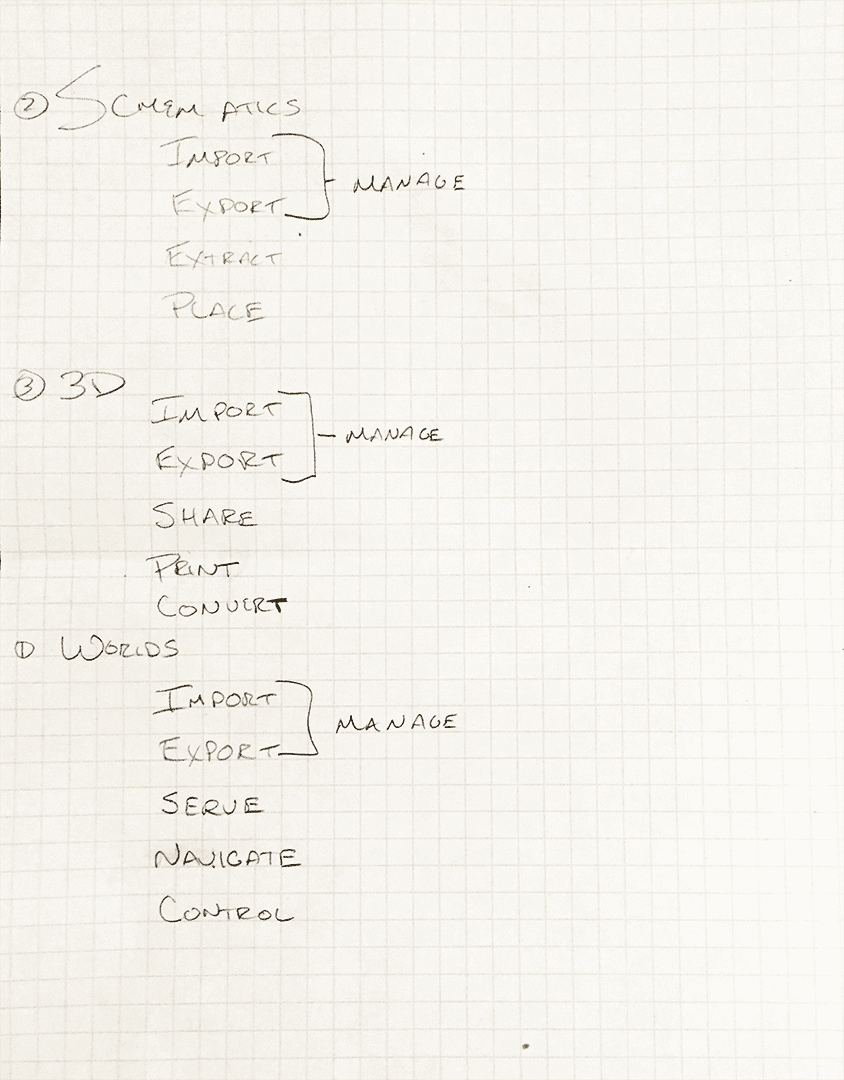 ② SCHEMATICS
IMPORT
MANAGE
EXPORT
EXTRACT
PLACE
③ 3D
IMPORT
MANAGE
EXPORT
SHARE
PRINT
CONVERT
① WORLDS
IMPORT
MANAGE
EXPORT
SERVE
NAVIGATE
CONTROL